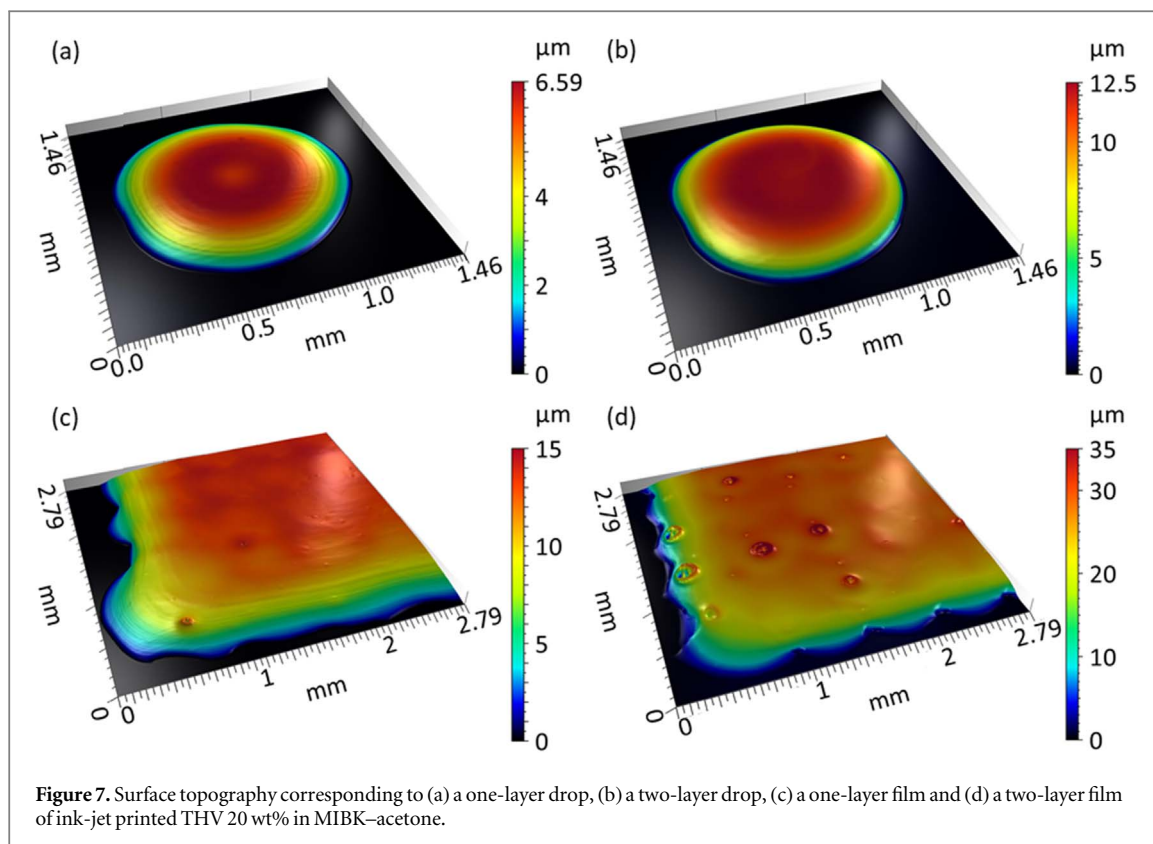 (a)
μm
6.59
4
2
0
1.46
mm
0
0.0
0.5
1.0
1.46
mm
(b)
μm
12.5
10
5
0
1.46
mm
0
0.0
0.5
1.0
1.46
mm
(c)
μm
15
10
5
0
2.79
mm
0
0
1
2
2.79
mm
(d)
μm
35
30
20
10
0
2.79
mm
0
0
1
2
2.79
mm
Figure 7. Surface topography corresponding to (a) a one-layer drop, (b) a two-layer drop, (c) a one-layer film and (d) a two-layer film
of ink-jet printed THV 20 wt% in MIBK–acetone.